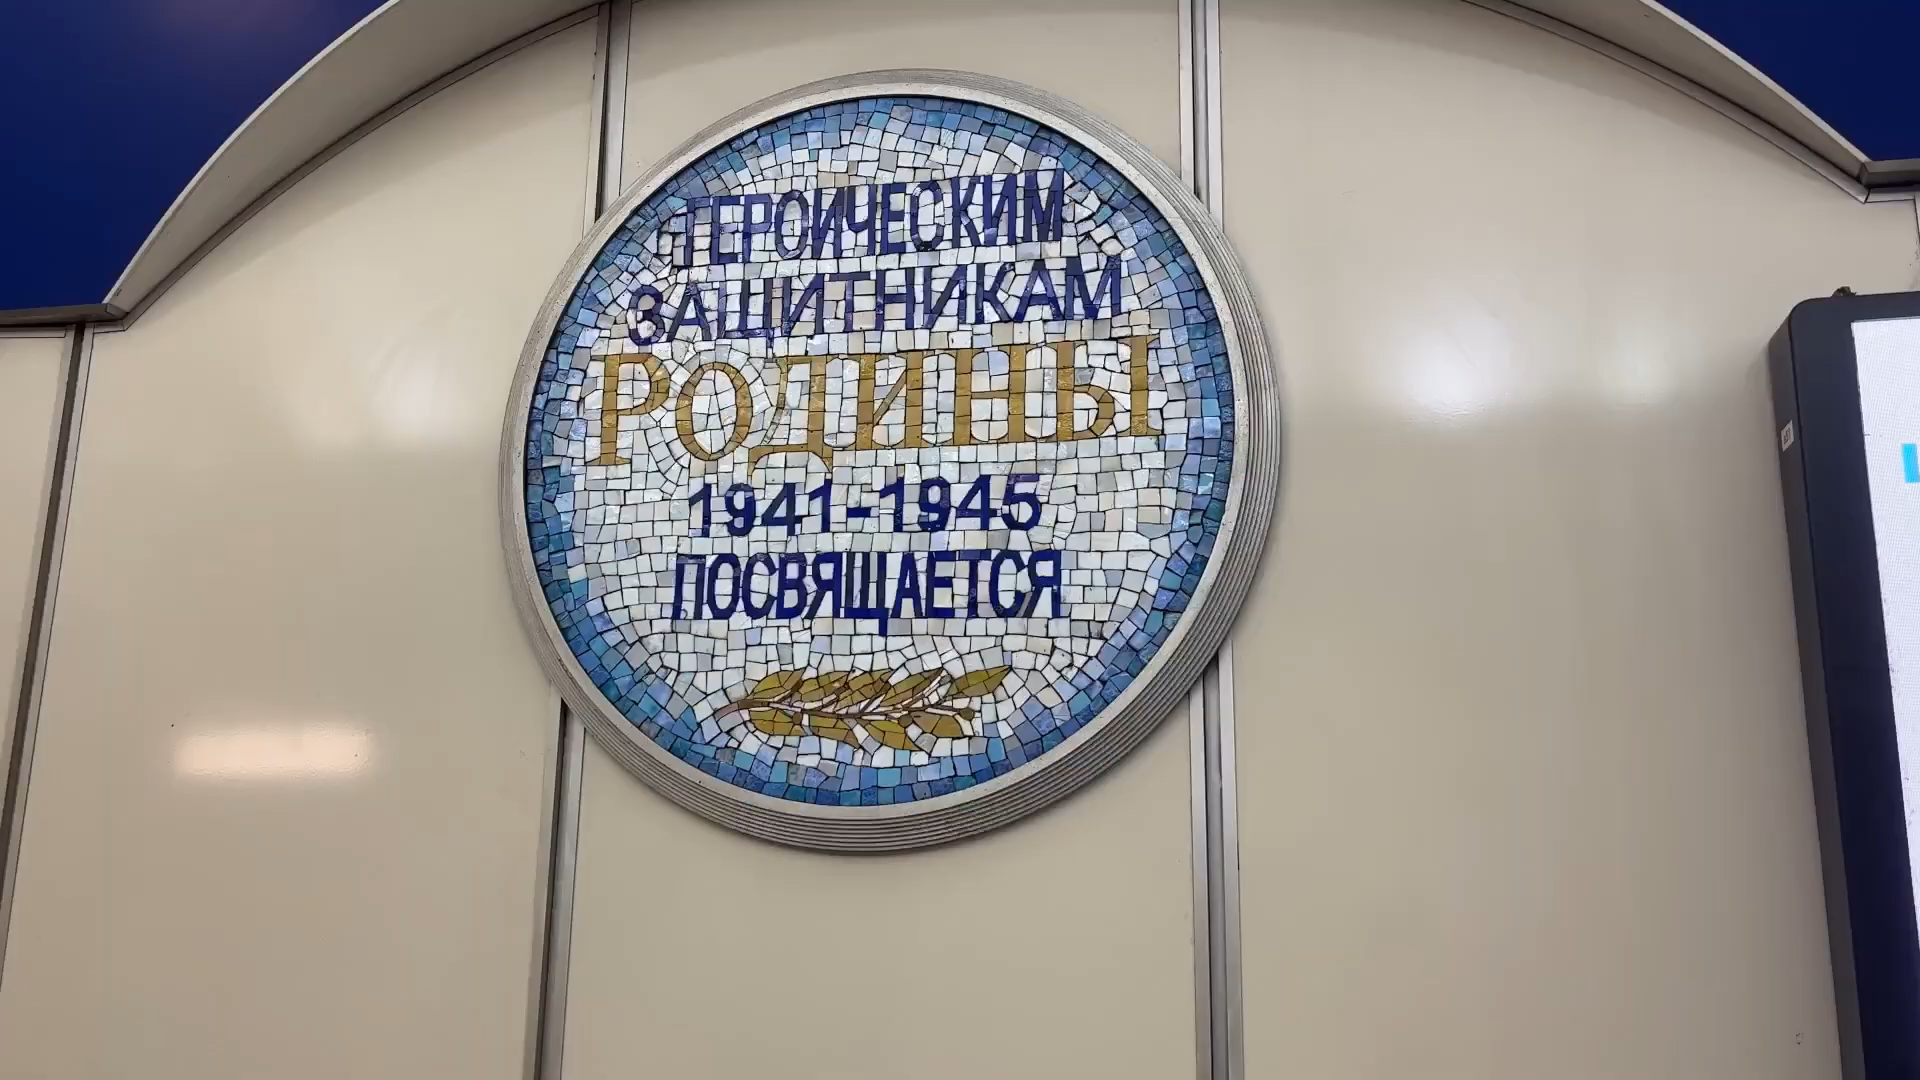 ГЕРОИЧЕСКИМ
ЗАЩИТНИКАМ
РОДИНЫ
1941-1945
ПОСВЯЩАЕТСЯ